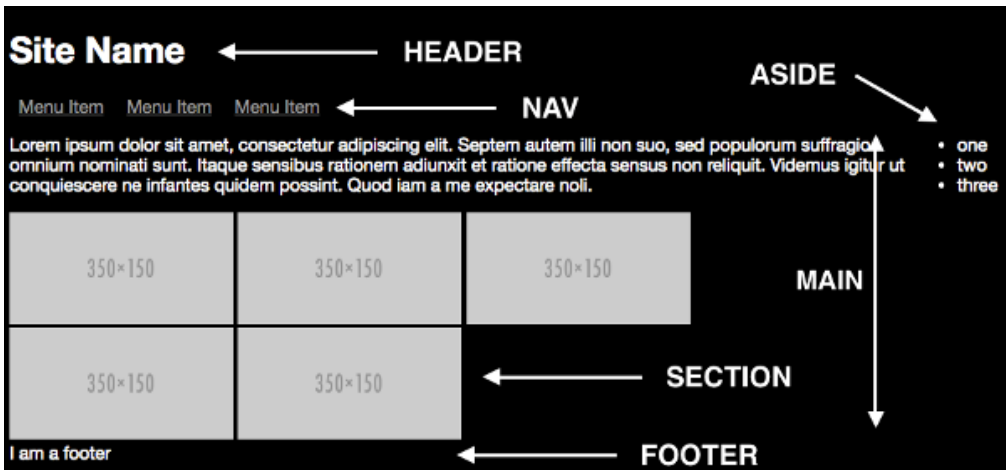 Site Name
HEADER
ASIDE
Menu Item Menu Item Menu Item
NAV
Lorem ipsum dolor sit amet, consectetur adipiscing elit. Septem autem illi non suo, sed populorum suffragio
omnium nominati sunt. Itaque sensibus rationem adiunxit et ratione effecta sensus non reliquit. Videmus igitur ut
conquiescere ne infantes quidem possint. Quod iam a me expectare noli.
• one
• two
• three
350×150 350×150 350×150
MAIN
350×150 350×150
SECTION
I am a footer
FOOTER